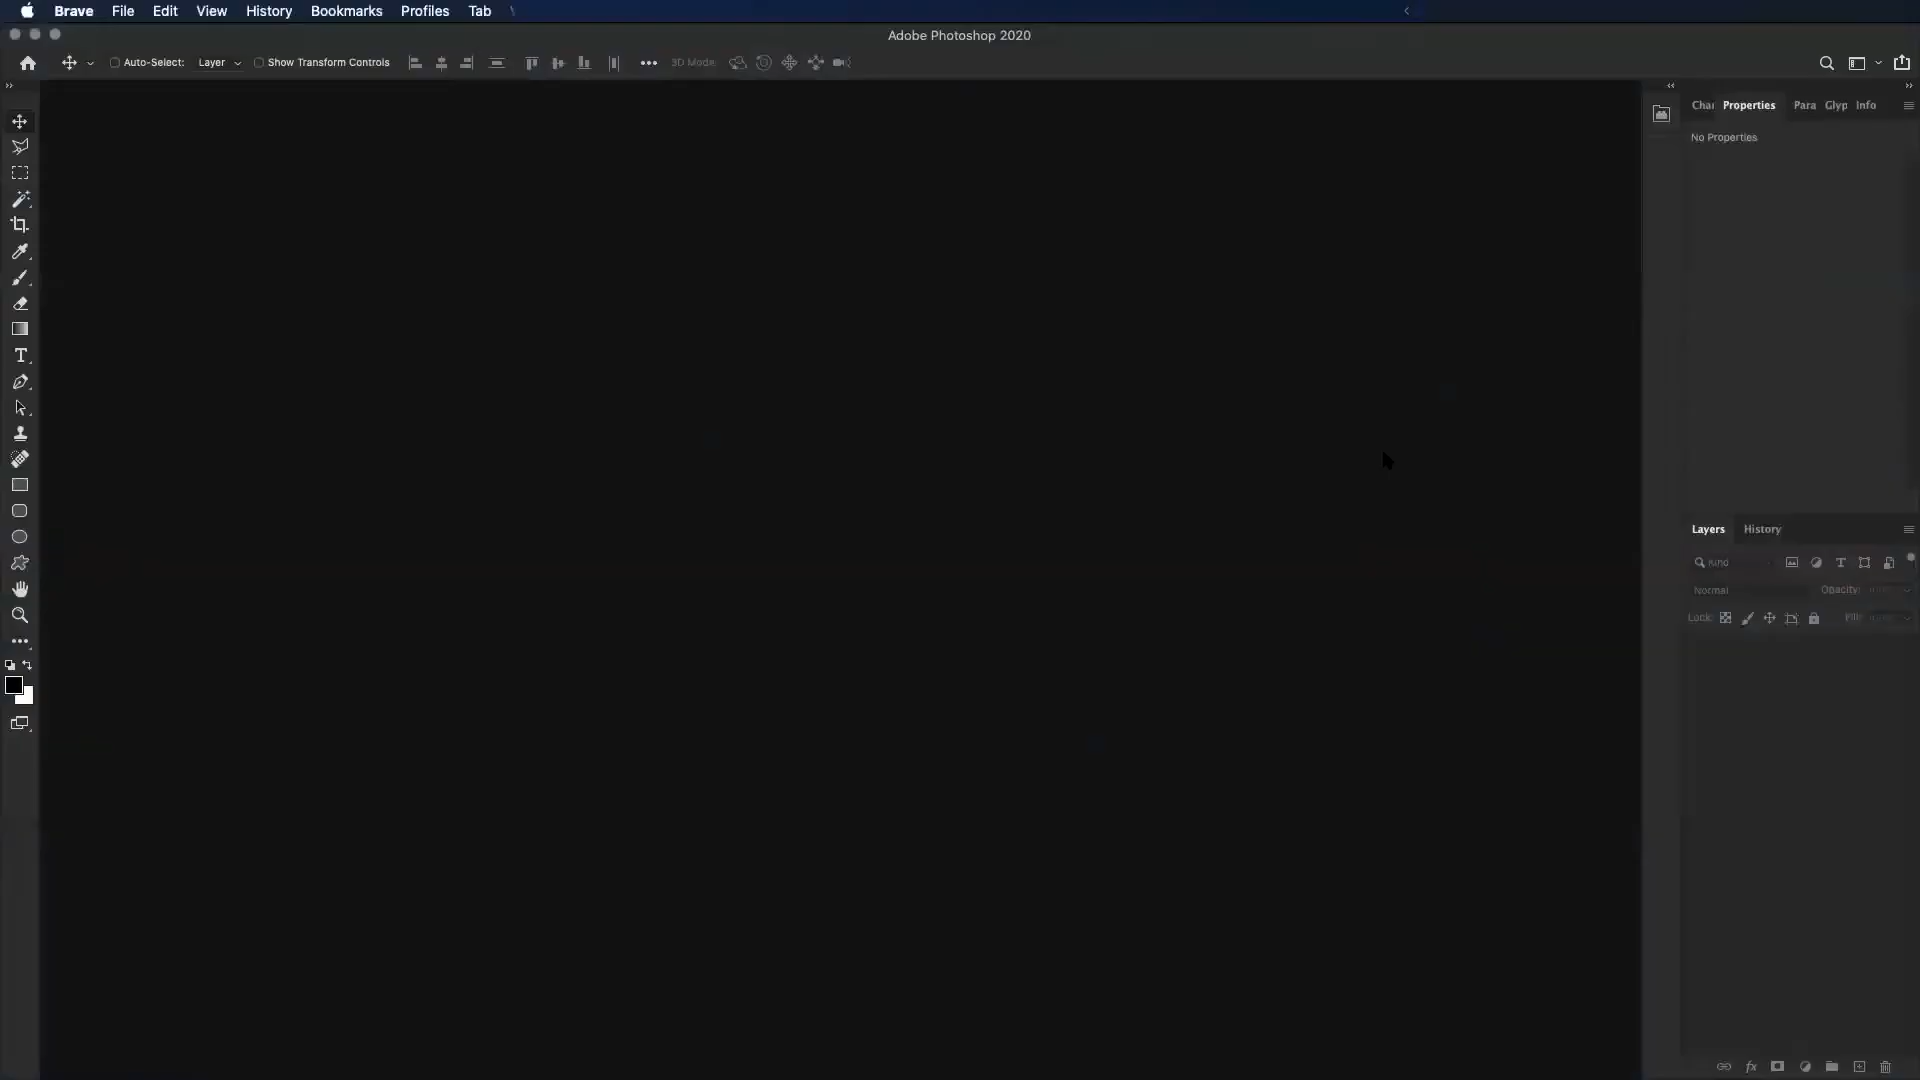 Brave File Edit View History Bookmarks Profiles Tab
Adobe Photoshop 2020
Auto-Select: Layer Show Transform Controls 3D Mode
Char Properties Para Glyp Info
No Properties
Layers History
Kind
Normal Opacity:
Lock: Fill:
fx